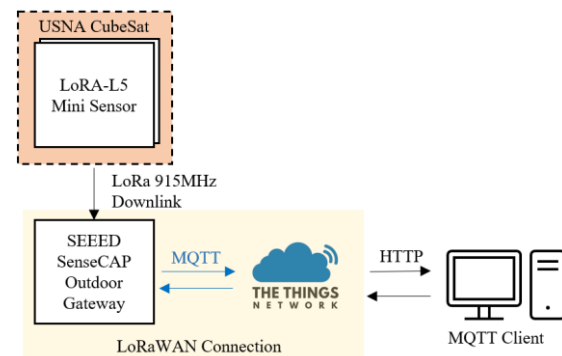 USNA CubeSat
LoRA-L5
Mini Sensor
LoRa 915MHz
Downlink
SEEED
SenseCAP
Outdoor
Gateway
MQTT
THE THINGS
NETWORK
HTTP
MQTT Client
LoRaWAN Connection